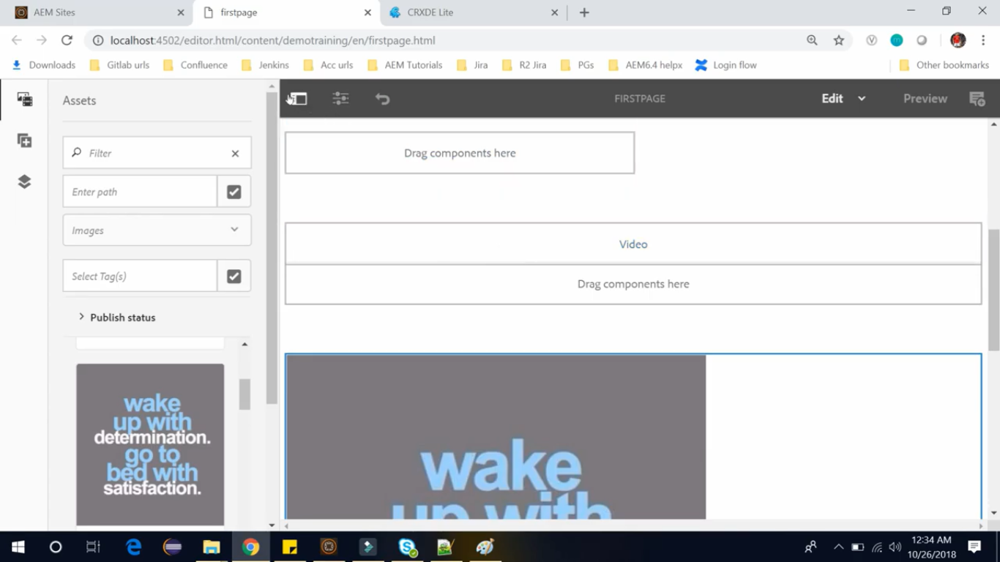 AEM Sites
firstpage
CRXDE Lite
localhost:4502/editor.html/content/demotraining/en/firstpage.html
Downloads Gitlab urls Confluence Jenkins Acc urls AEM Tutorials Jira R2 Jira PGs AEM6.4 helpx Login flow Other bookmarks
Assets
FIRSTPAGE
Edit
Preview
Filter
Enter path
Images
Select Tag(s)
Publish status
wake
up with
determination.
go to
bed with
satisfaction.
Drag components here
Video
Drag components here
wake
up with
12:34 AM
10/26/2018